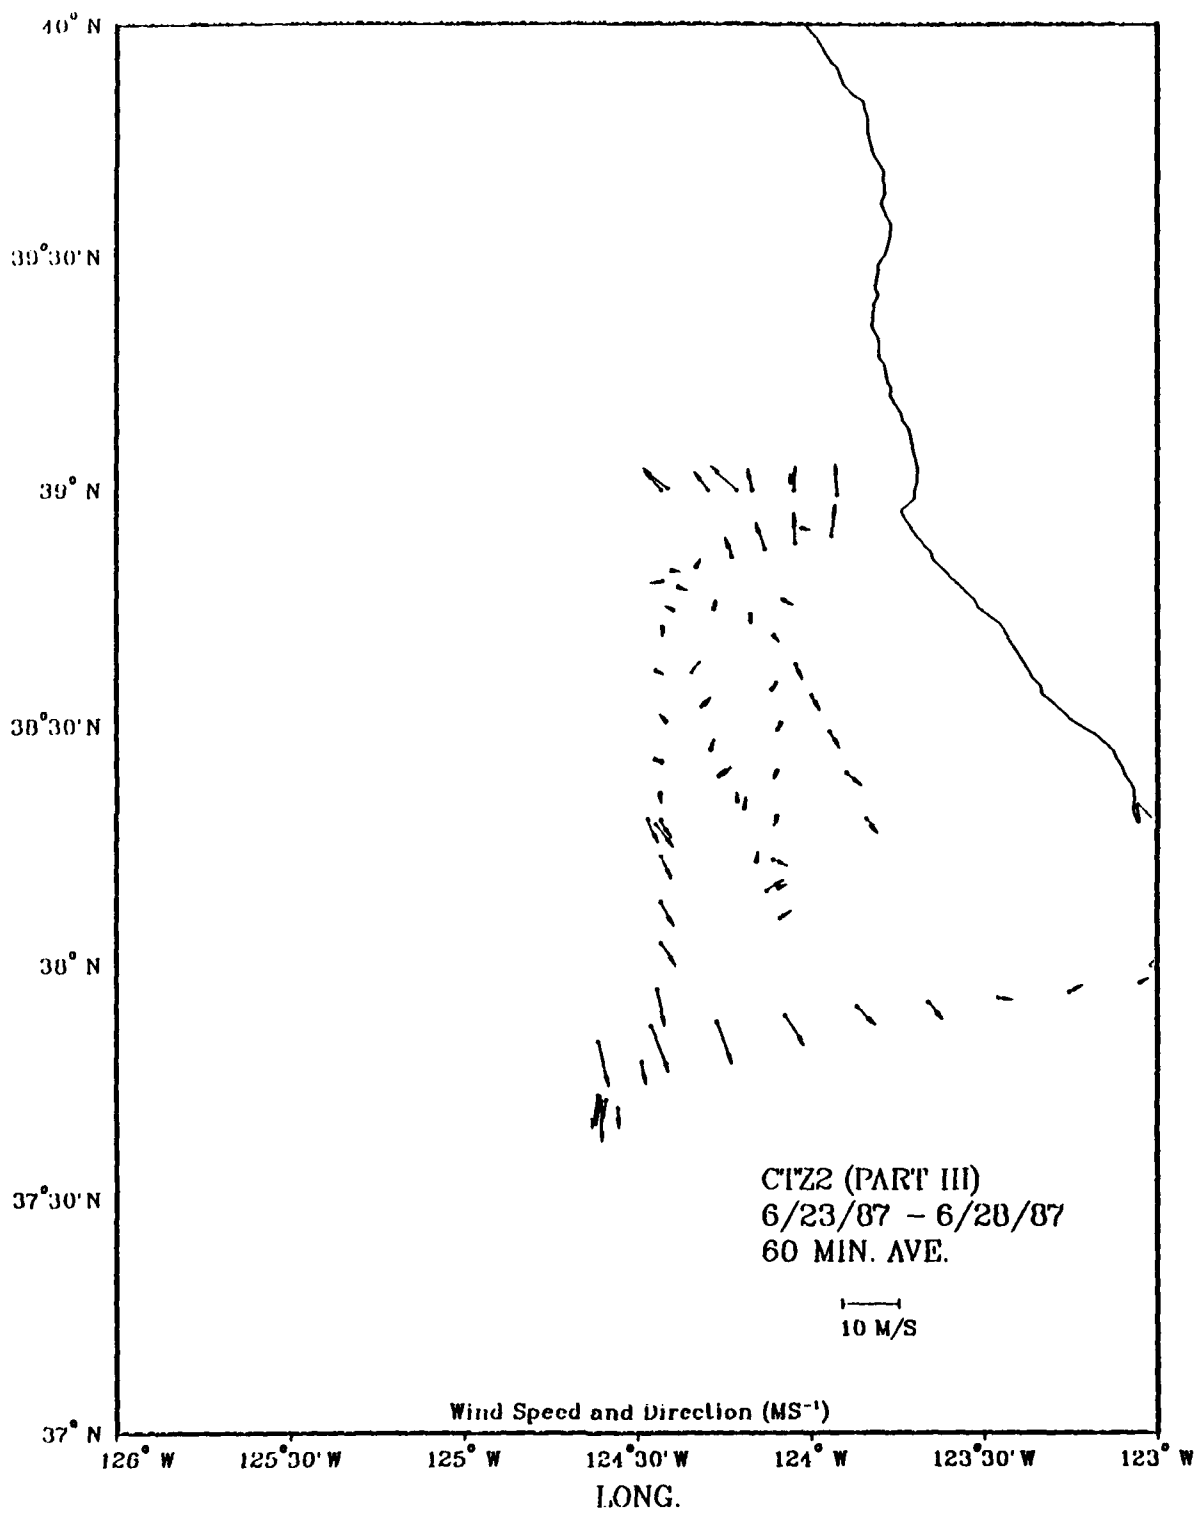 40° N
39°30' N
39° N
38°30' N
38° N
37°30' N
CTZ2 (PART III)
6/23/87 – 6/28/87
60 MIN. AVE.
10 M/S
Wind Speed and Direction (MS⁻¹)
37° N
126° W 125°30' W 125° W 124°30' W 124° W 123°30' W 123° W
LONG.